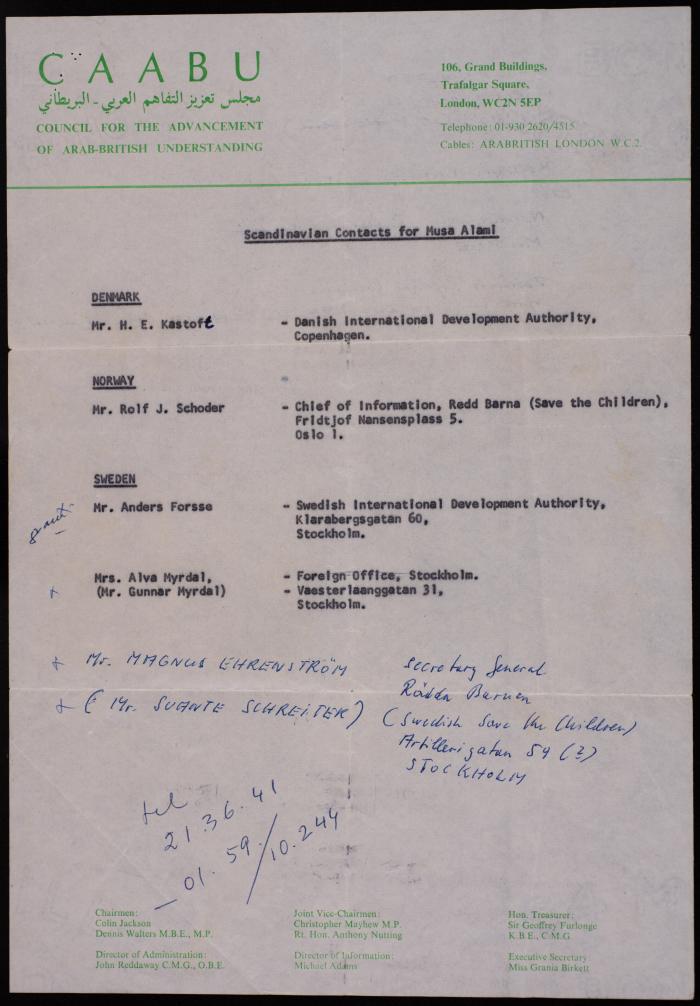 CAABU
مجلس تعزيز التفاهم العربي - البريطاني
COUNCIL FOR THE ADVANCEMENT
OF ARAB-BRITISH UNDERSTANDING
106, Grand Buildings,
Trafalgar Square,
London, WC2N 5EP
Telephone: 01-930 2620/4515
Cables: ARABRITISH LONDON W.C.2.
Scandinavian Contacts for Musa Alami
DENMARK
Mr. H. E. Kastoft - Danish International Development Authority,
Copenhagen.
NORWAY
Mr. Rolf J. Schoder - Chief of Information, Redd Barna (Save the Children),
Fridtjof Nansensplass 5.
Oslo 1.
SWEDEN
Mr. Anders Forsse - Swedish International Development Authority,
Klarabergsgatan 60,
Stockholm.
Mrs. Alva Myrdal, - Foreign Office, Stockholm.
x (Mr. Gunnar Myrdal) - Vaesterlaanggatan 31,
Stockholm.
x Mr. MAGNUS EHRENSTRÖM secretary General
Rädda Barnen
x (Mr. SVANTE SCHREITER) (Swedish Save the Children)
Artillerigatan 59 (?)
STOCKHOLM
tel
21.36.41
01.59/10.244
Chairmen:
Colin Jackson
Dennis Walters M.B.E., M.P.
Director of Administration:
John Reddaway C.M.G., O.B.E.
Joint Vice-Chairmen:
Christopher Mayhew M.P.
Rt. Hon. Anthony Nutting
Director of Information:
Michael Adams
Hon. Treasurer:
Sir Geoffrey Furlonge
K.B.E., C.M.G.
Executive Secretary
Miss Grania Birkett